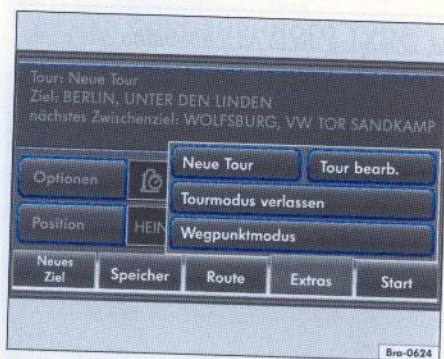 Tour: Neue Tour
Ziel: BERLIN, UNTER DEN LINDEN
nächstes Zwischenziel: WOLFSBURG, VW TOR SANDKAMP
Neue Tour
Tour bearb.
Optionen
Tourmodus verlassen
Position
HEIN
Wegpunktmodus
Neues
Ziel
Speicher
Route
Extras
Start
Bra-0624